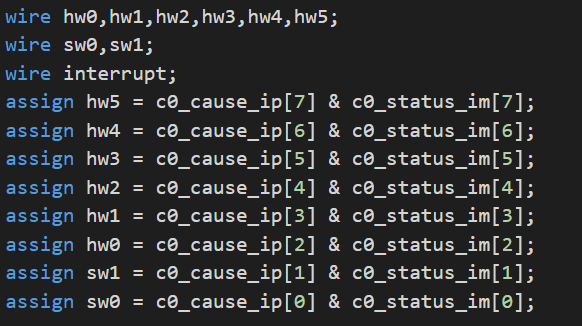 wire hw0,hw1,hw2,hw3,hw4,hw5;
wire sw0,sw1;
wire interrupt;
assign hw5 = c0_cause_ip[7] & c0_status_im[7];
assign hw4 = c0_cause_ip[6] & c0_status_im[6];
assign hw3 = c0_cause_ip[5] & c0_status_im[5];
assign hw2 = c0_cause_ip[4] & c0_status_im[4];
assign hw1 = c0_cause_ip[3] & c0_status_im[3];
assign hw0 = c0_cause_ip[2] & c0_status_im[2];
assign sw1 = c0_cause_ip[1] & c0_status_im[1];
assign sw0 = c0_cause_ip[0] & c0_status_im[0];